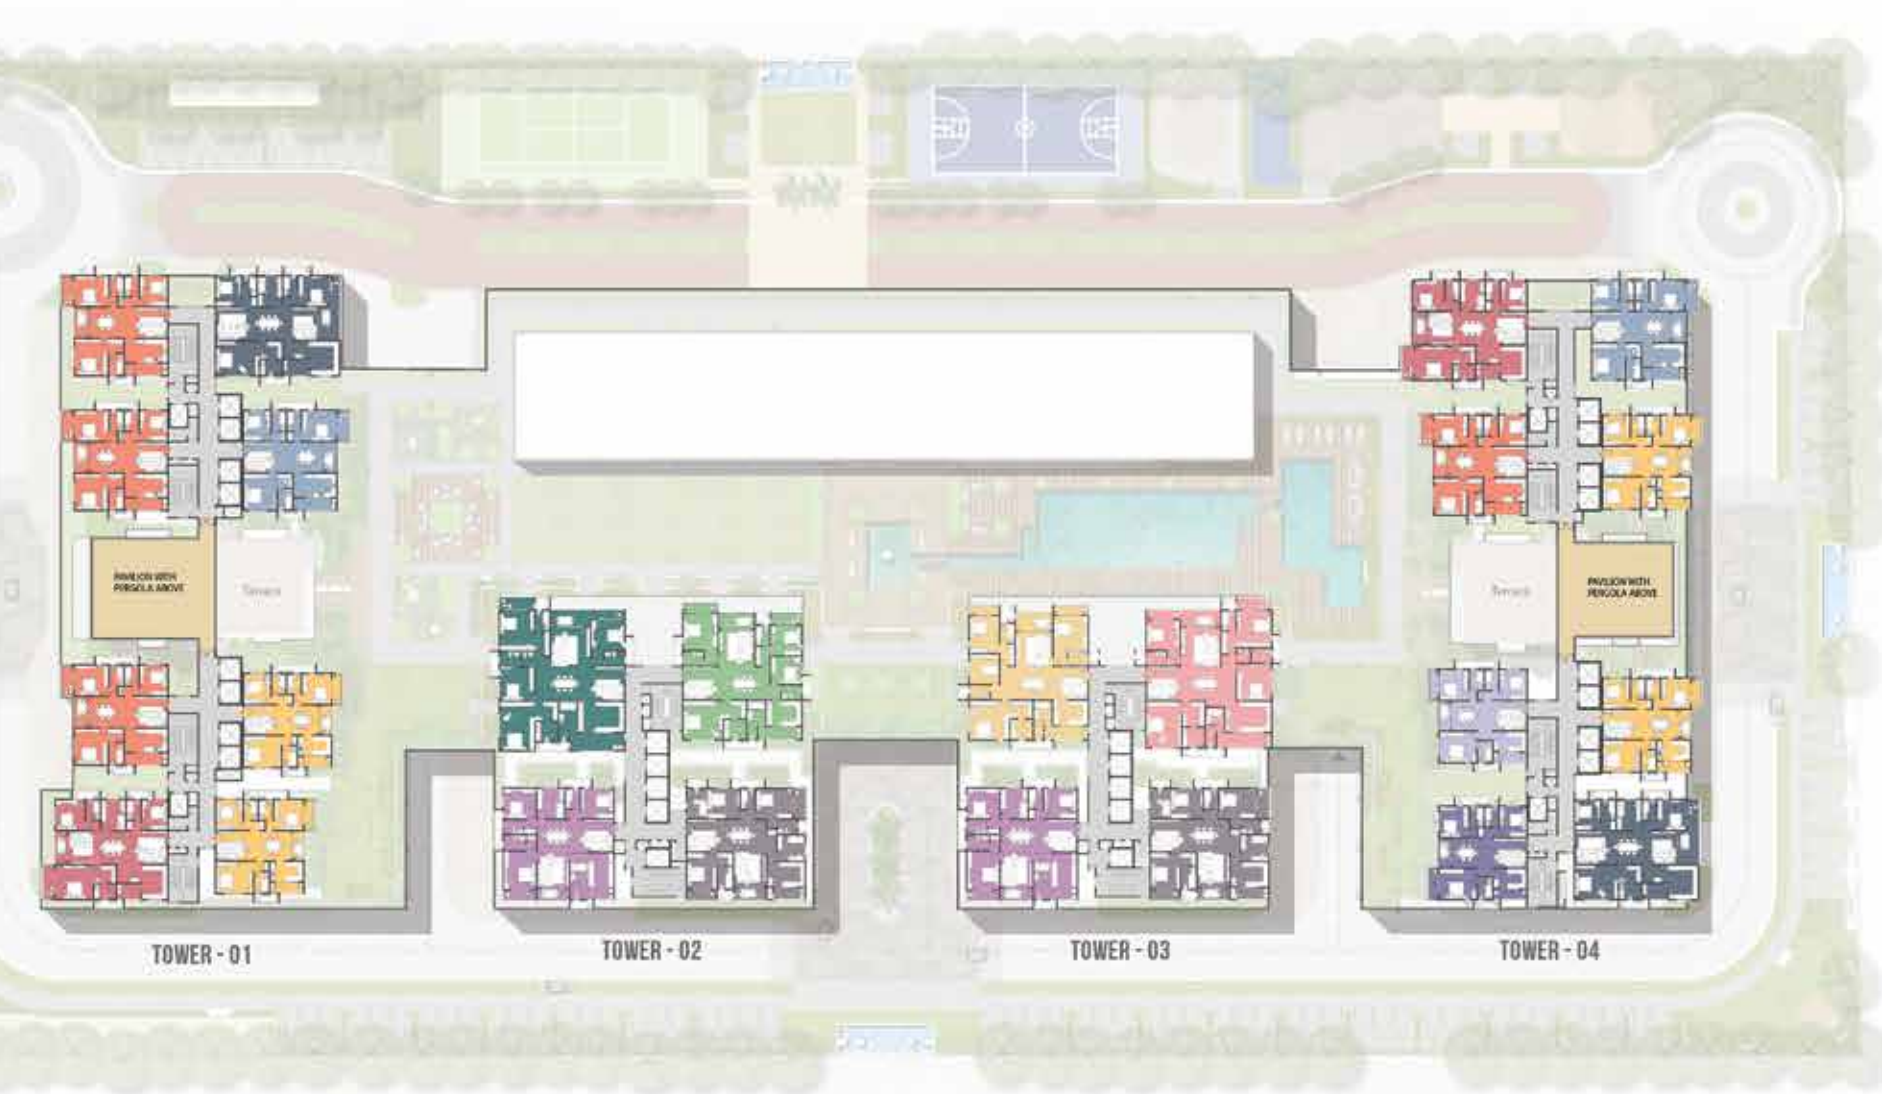 PAVILION WITH
PERGOLA ABOVE
Terrace
Terrace
PAVILION WITH
PERGOLA ABOVE
TOWER - 01
TOWER - 02
TOWER - 03
TOWER - 04